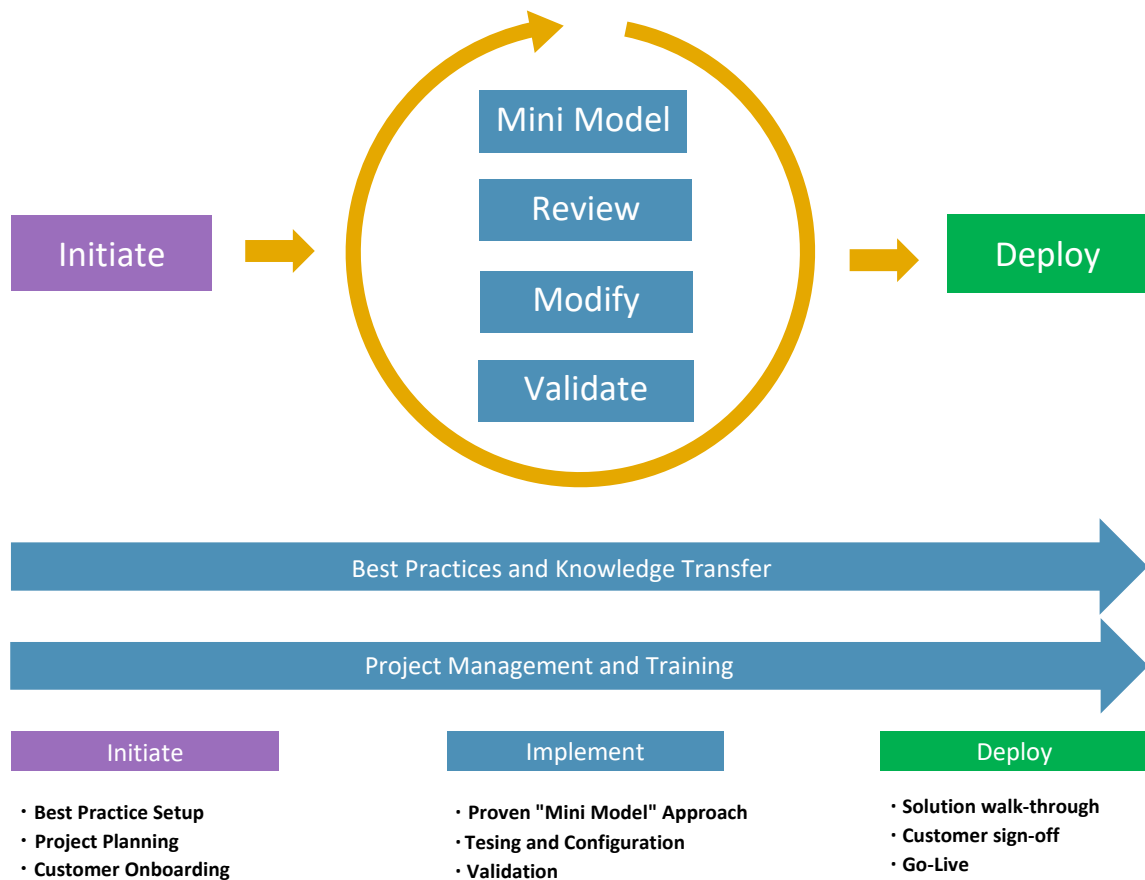 Mini Model
Review
Modify
Validate
Initiate
Deploy
Best Practices and Knowledge Transfer
Project Management and Training
Initiate
· Best Practice Setup
· Project Planning
· Customer Onboarding
Implement
· Proven "Mini Model" Approach
· Tesing and Configuration
· Validation
Deploy
· Solution walk-through
· Customer sign-off
· Go-Live